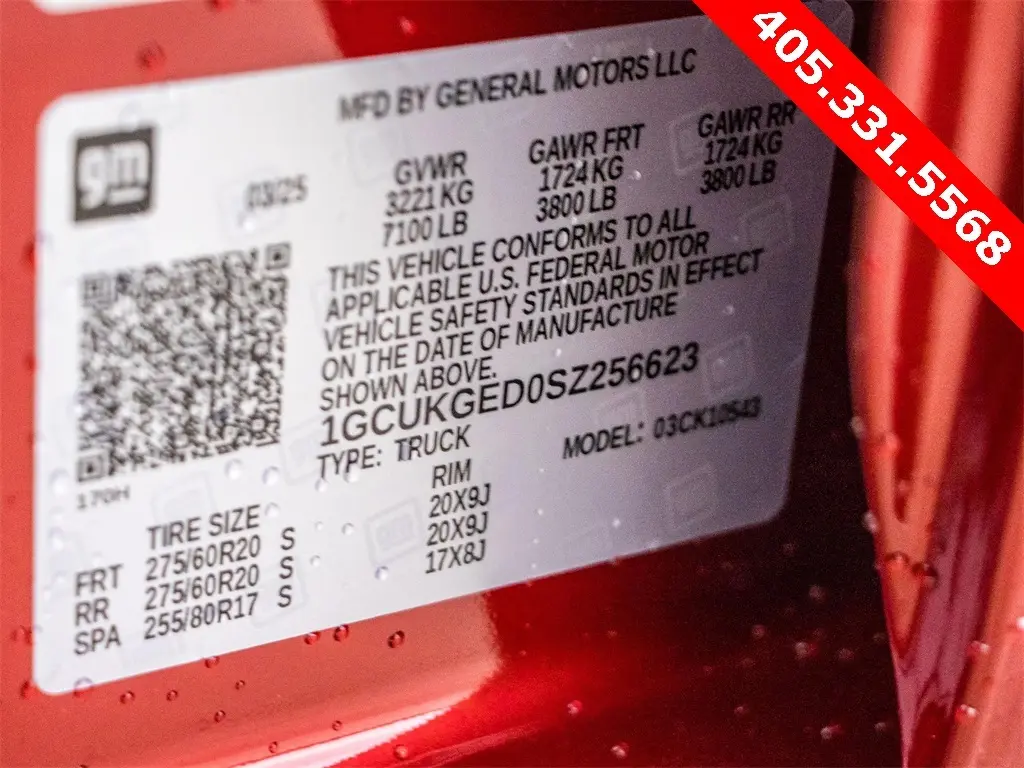 405.331.5568
MFD BY GENERAL MOTORS LLC
gm
03/25
GVWR GAWR FRT GAWR RR
3221 KG 1724 KG 1724 KG
7100 LB 3800 LB 3800 LB
THIS VEHICLE CONFORMS TO ALL
APPLICABLE U.S. FEDERAL MOTOR
VEHICLE SAFETY STANDARDS IN EFFECT
ON THE DATE OF MANUFACTURE
SHOWN ABOVE.
1GCUKGED0SZ256623
TYPE: TRUCK MODEL: 03CK10543
170H
TIRE SIZE RIM
FRT 275/60R20 S 20X9J
RR 275/60R20 S 20X9J
SPA 255/80R17 S 17X8J